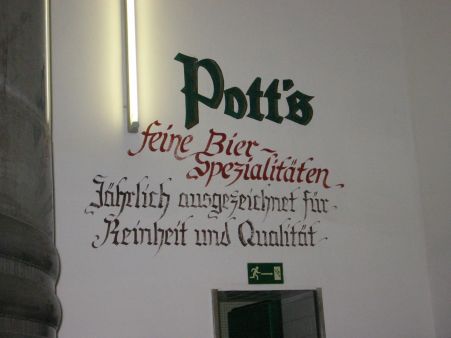 Pott's
feine Bier-
Spezialitäten
Jährlich ausgezeichnet für
Reinheit und Qualität